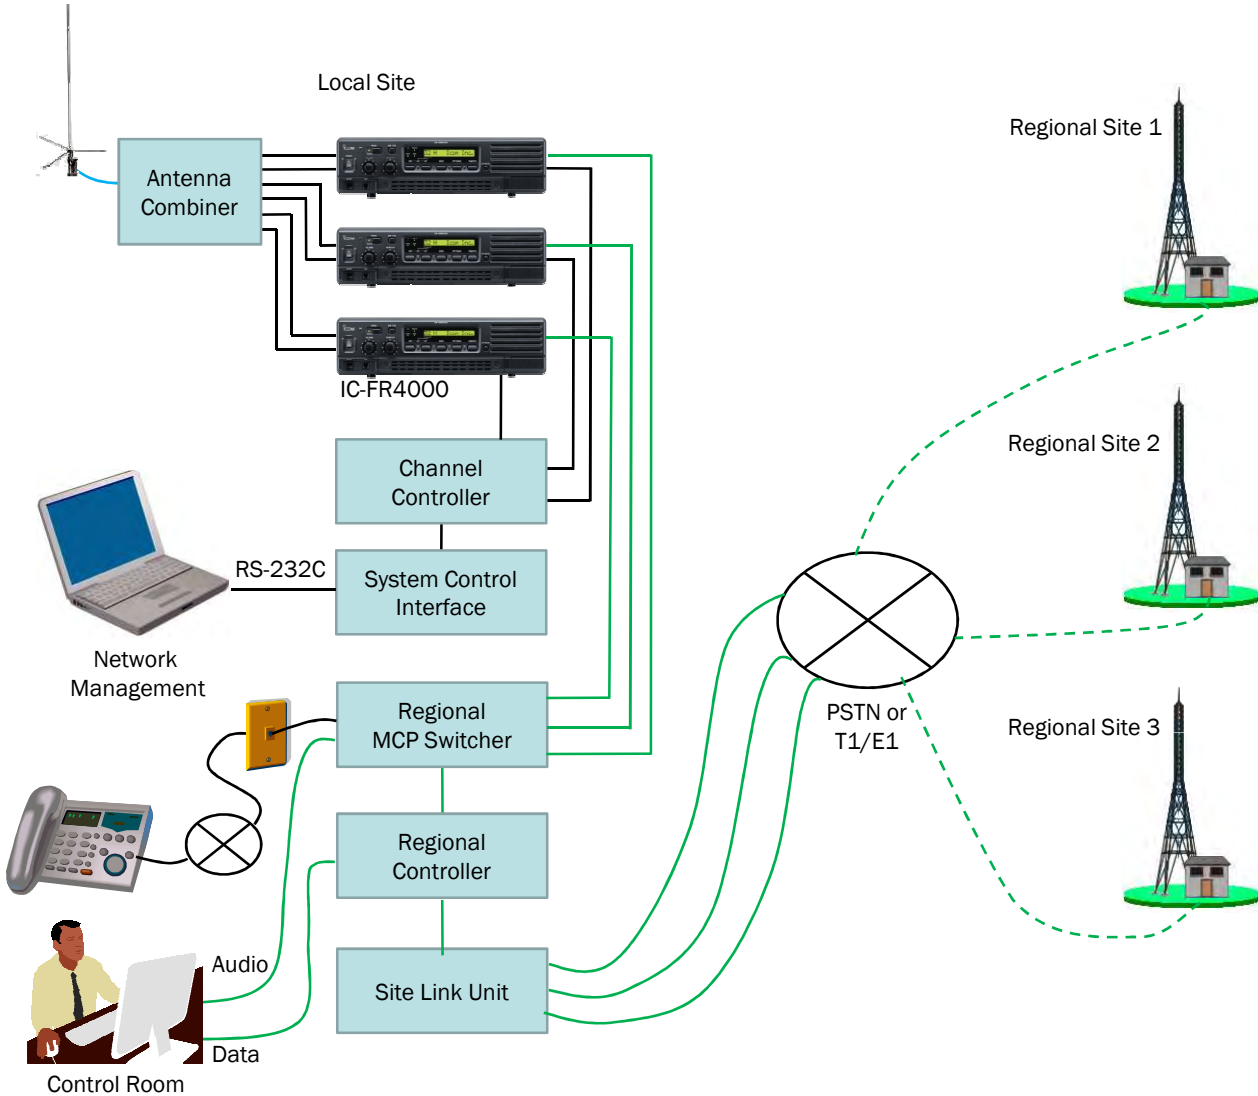 Local Site
Regional Site 1
Antenna
Combiner
IC-FR4000
Regional Site 2
Channel
Controller
RS-232C
System Control
Interface
Network
Management
Regional
MCP Switcher
PSTN or
T1/E1
Regional Site 3
Regional
Controller
Audio
Site Link Unit
Data
Control Room